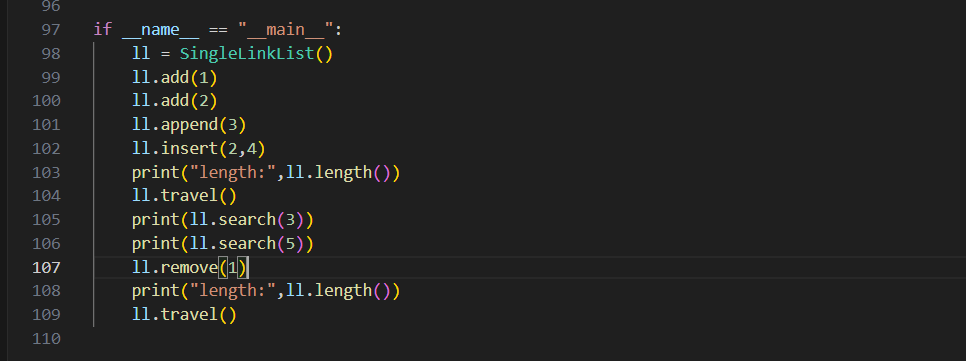 96
97 if __name__ == "__main__":
98 ll = SingleLinkList()
99 ll.add(1)
100 ll.add(2)
101 ll.append(3)
102 ll.insert(2,4)
103 print("length:",ll.length())
104 ll.travel()
105 print(ll.search(3))
106 print(ll.search(5))
107 ll.remove(1)
108 print("length:",ll.length())
109 ll.travel()
110